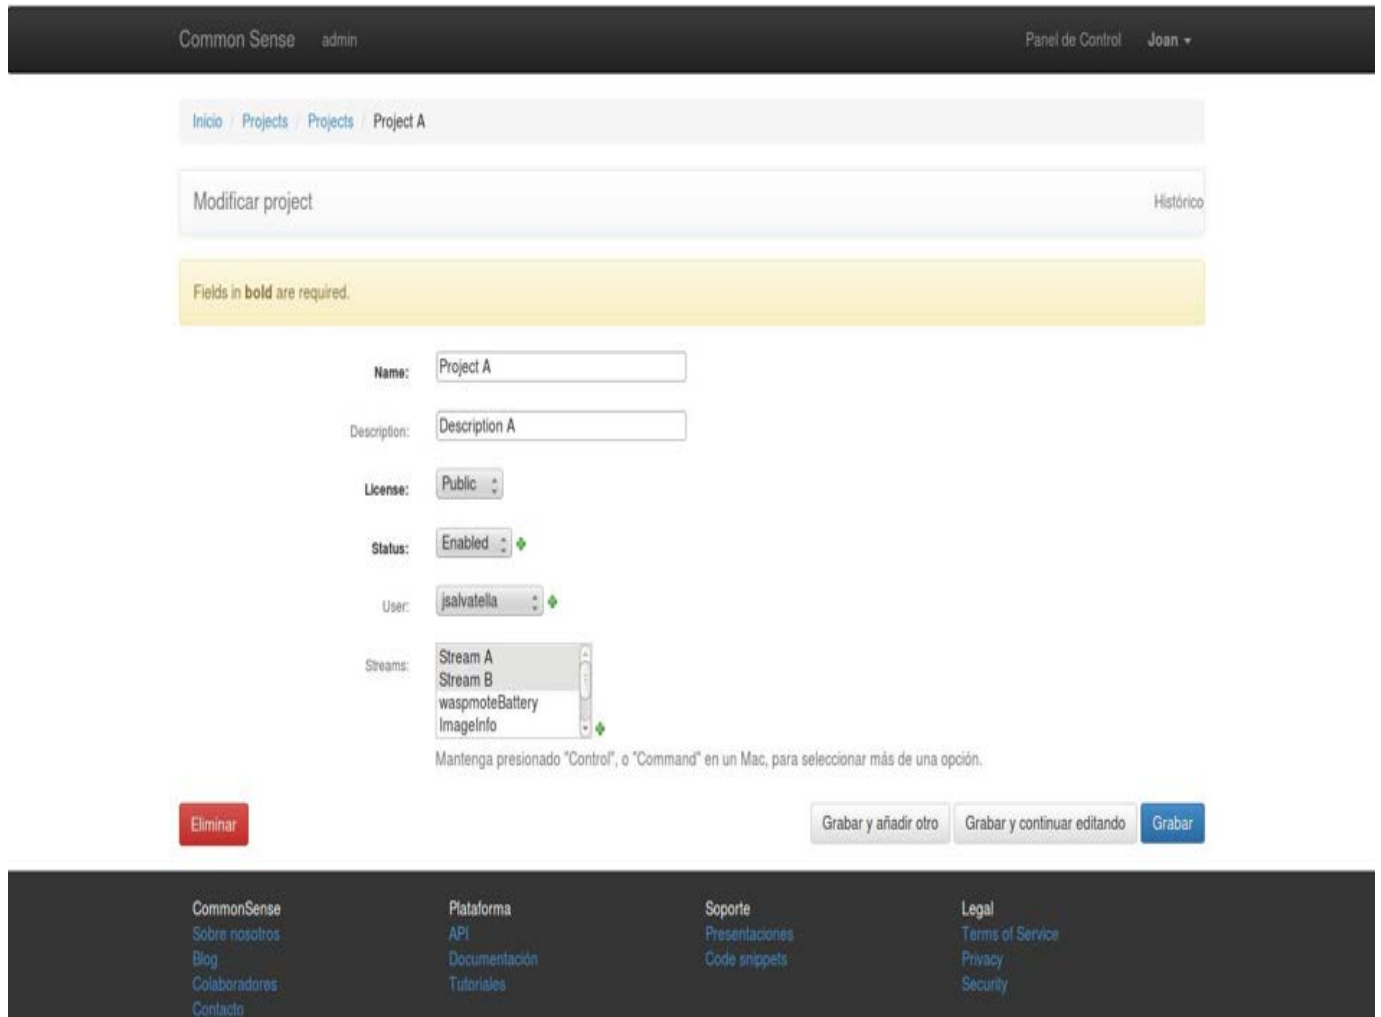 Common Sense admin Panel de Control Joan
Inicio / Projects / Projects / Project A
Modificar project Histórico
Fields in bold are required.
Name: Project A
Description: Description A
License: Public
Status: Enabled
User: jsalvatella
Streams: Stream A
Stream B
waspmoteBattery
ImageInfo
Mantenga presionado "Control", o "Command" en un Mac, para seleccionar más de una opción.
Eliminar Grabar y añadir otro Grabar y continuar editando Grabar
CommonSense Plataforma Soporte Legal
Sobre nosotros API Presentaciones Terms of Service
Blog Documentación Code snippets Privacy
Colaboradores Tutoriales Security
Contacto